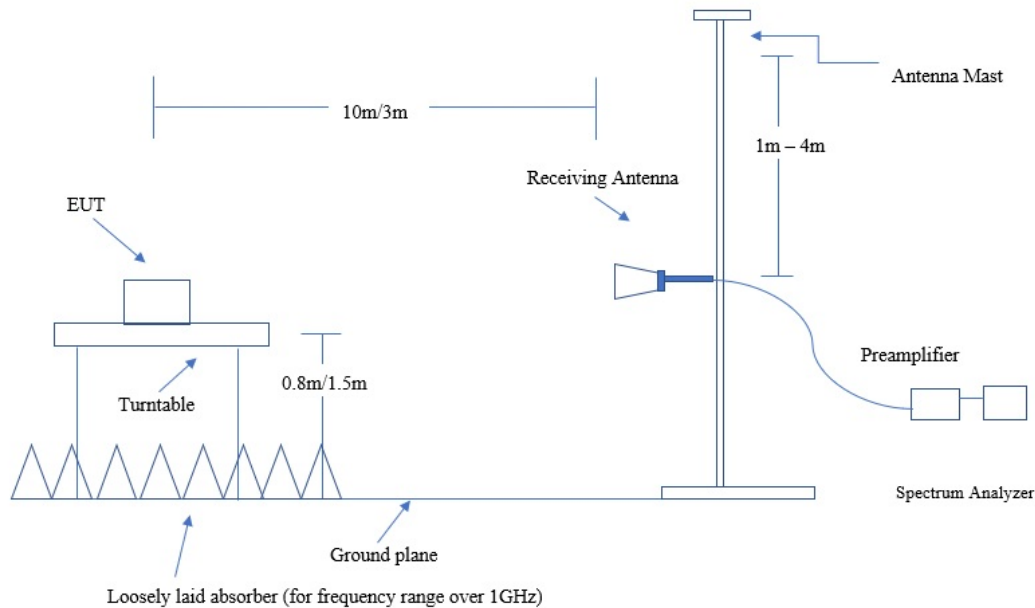 Antenna Mast
10m/3m
1m – 4m
Receiving Antenna
EUT
Preamplifier
0.8m/1.5m
Turntable
Spectrum Analyzer
Ground plane
Loosely laid absorber (for frequency range over 1GHz)